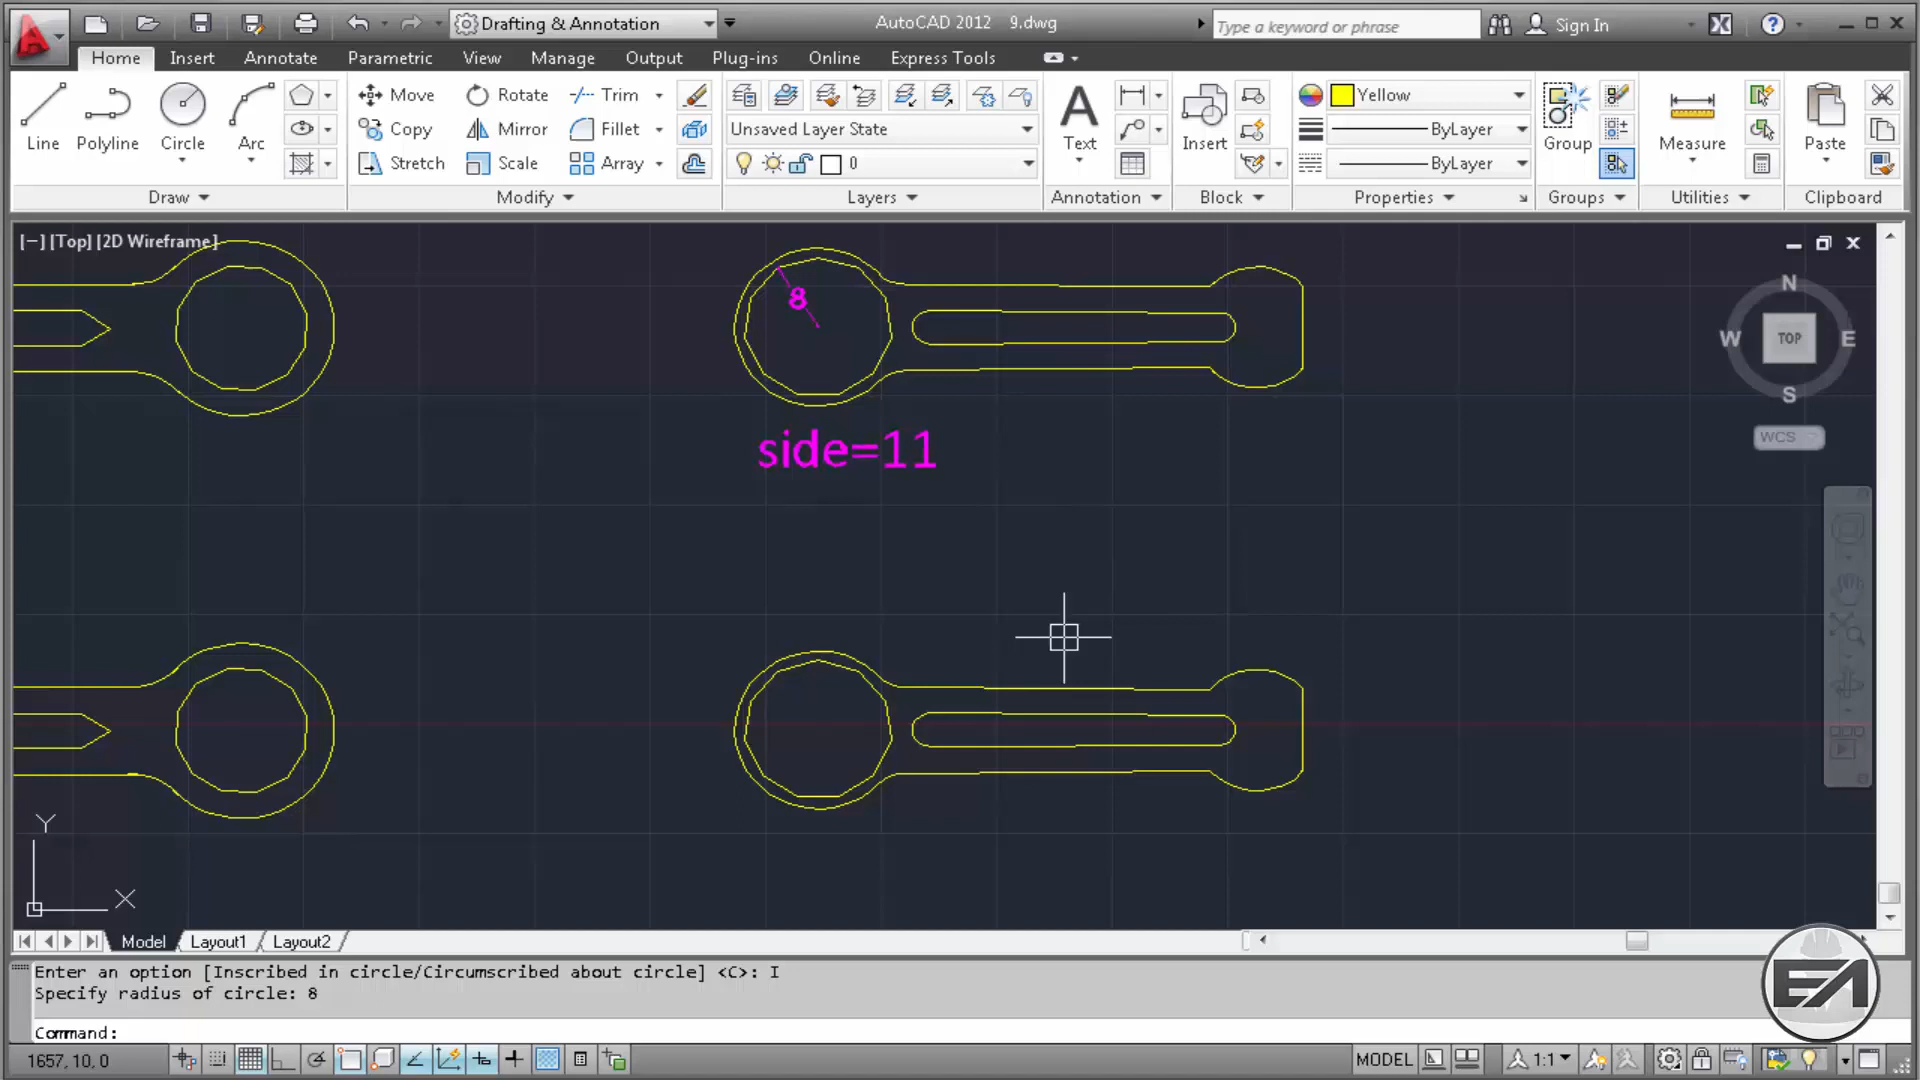 Drafting & Annotation
AutoCAD 2012 9.dwg
Type a keyword or phrase
Sign In
Home Insert Annotate Parametric View Manage Output Plug-ins Online Express Tools
Line Polyline Circle Arc
Move Rotate Trim
Copy Mirror Fillet
Stretch Scale Array
Unsaved Layer State
0
Text
Insert
Yellow
ByLayer
ByLayer
Group
Measure
Paste
Draw Modify Layers Annotation Block Properties Groups Utilities Clipboard
[−] [Top] [2D Wireframe]
N
W TOP E
S
WCS
8
side=11
Y
X
Model Layout1 Layout2
Enter an option [Inscribed in circle/Circumscribed about circle] <C>: I
Specify radius of circle: 8
Command:
EA
1657, 10, 0
MODEL
1:1